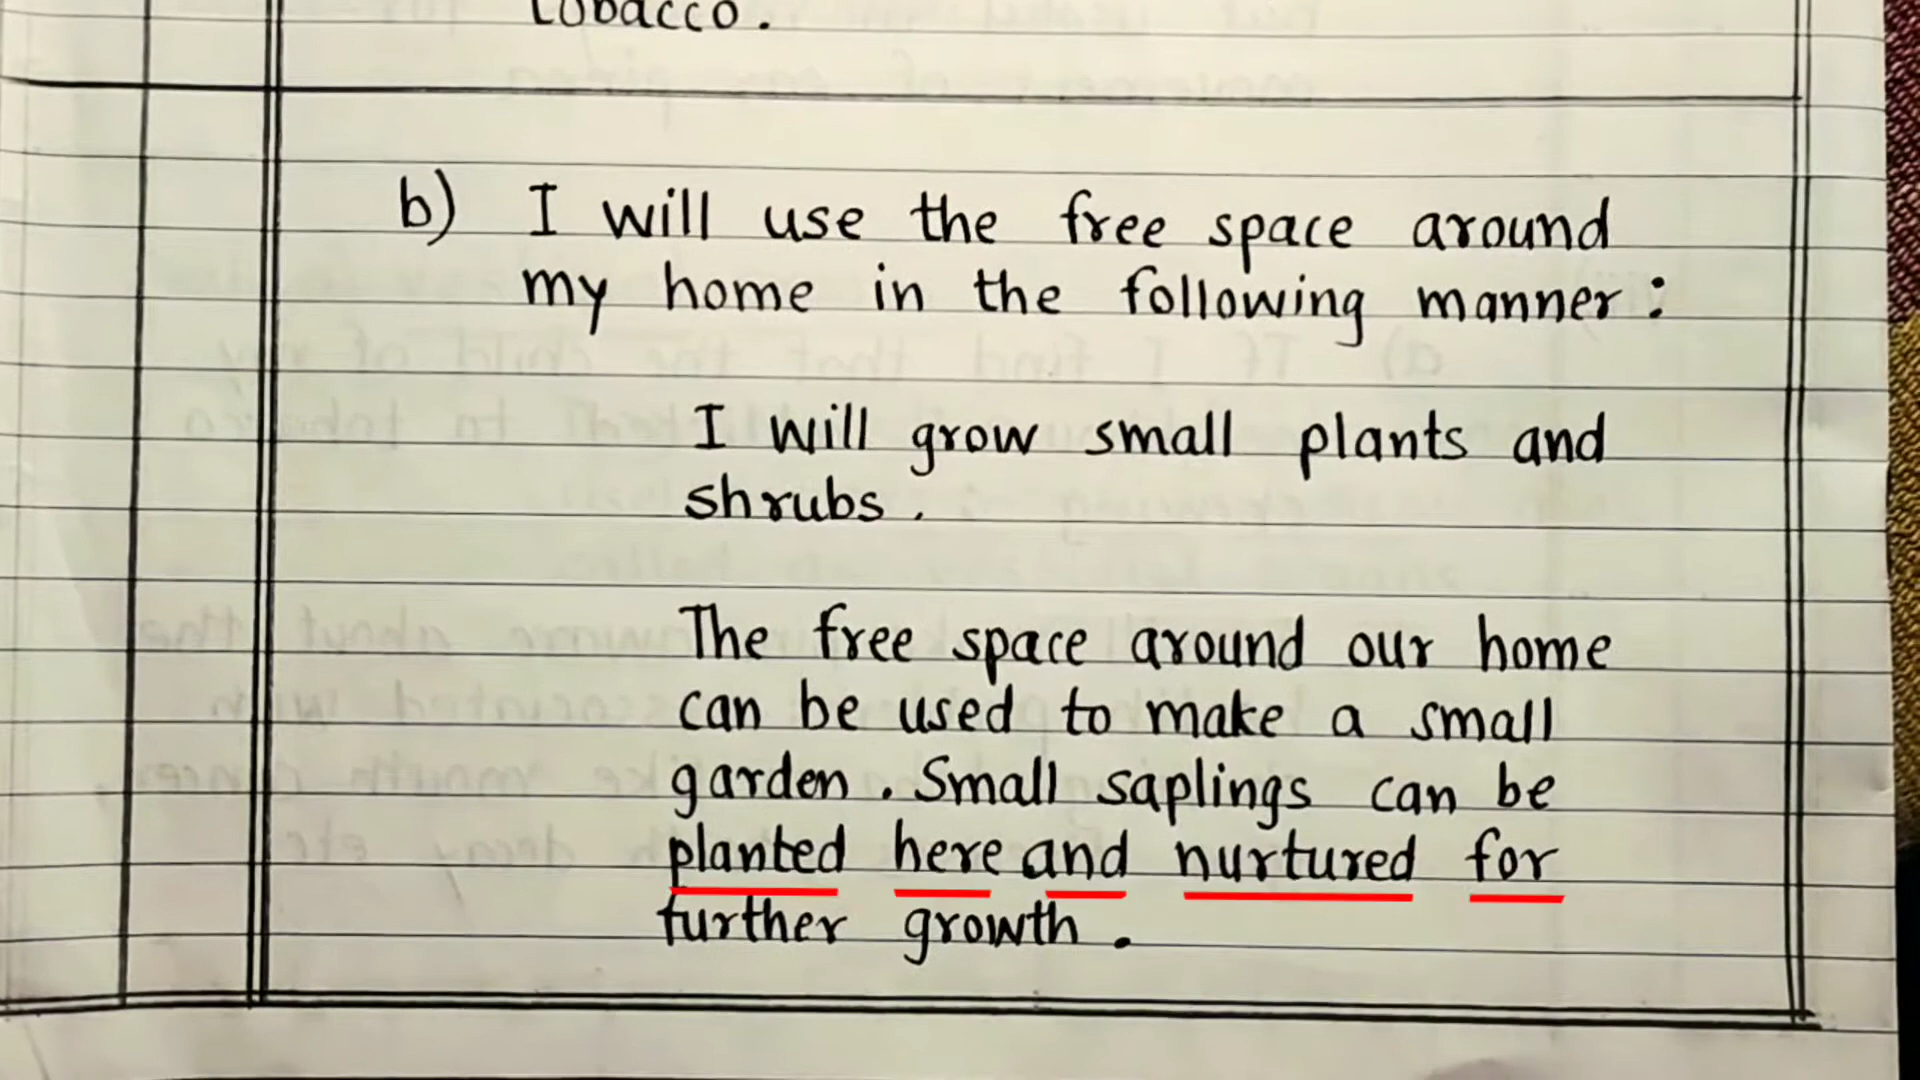 tobacco.
b) I will use the free space around
my home in the following manner:
I will grow small plants and
shrubs.
The free space around our home
can be used to make a small
garden. Small saplings can be
planted here and nurtured for
further growth.